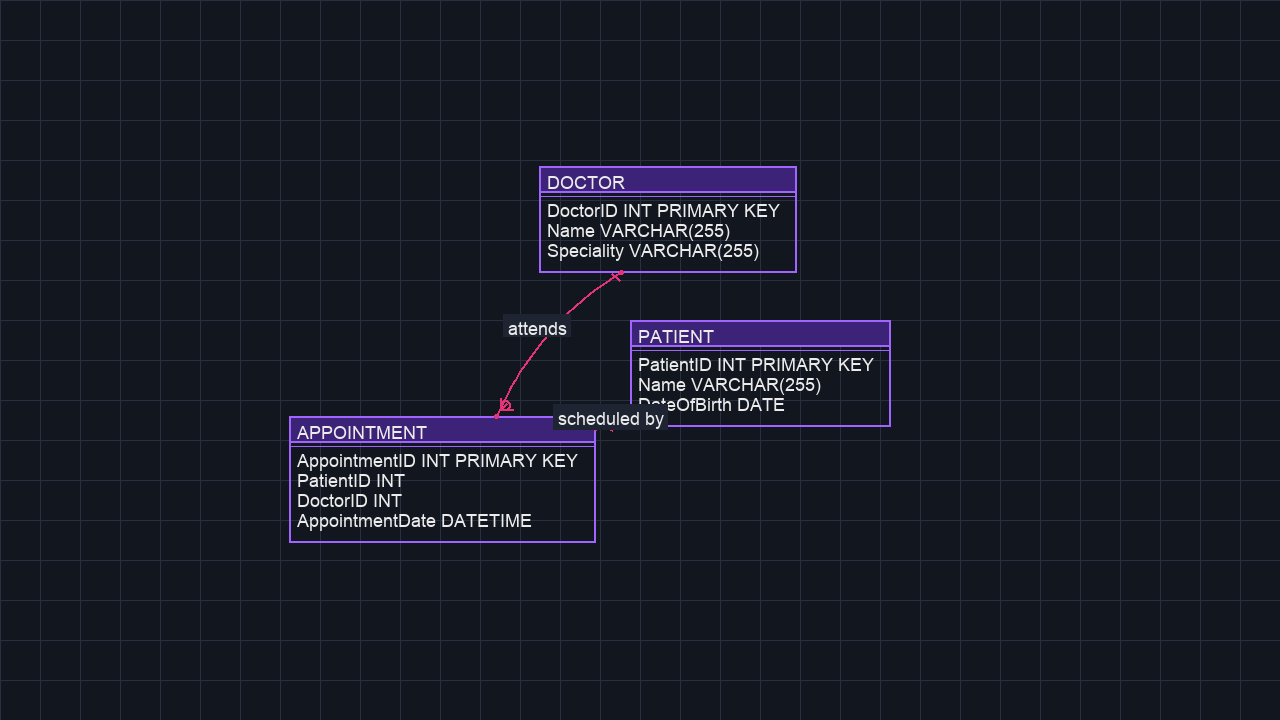 DOCTOR
DoctorID INT PRIMARY KEY
Name VARCHAR(255)
Speciality VARCHAR(255)
attends
PATIENT
PatientID INT PRIMARY KEY
Name VARCHAR(255)
DateOfBirth DATE
scheduled by
APPOINTMENT
AppointmentID INT PRIMARY KEY
PatientID INT
DoctorID INT
AppointmentDate DATETIME